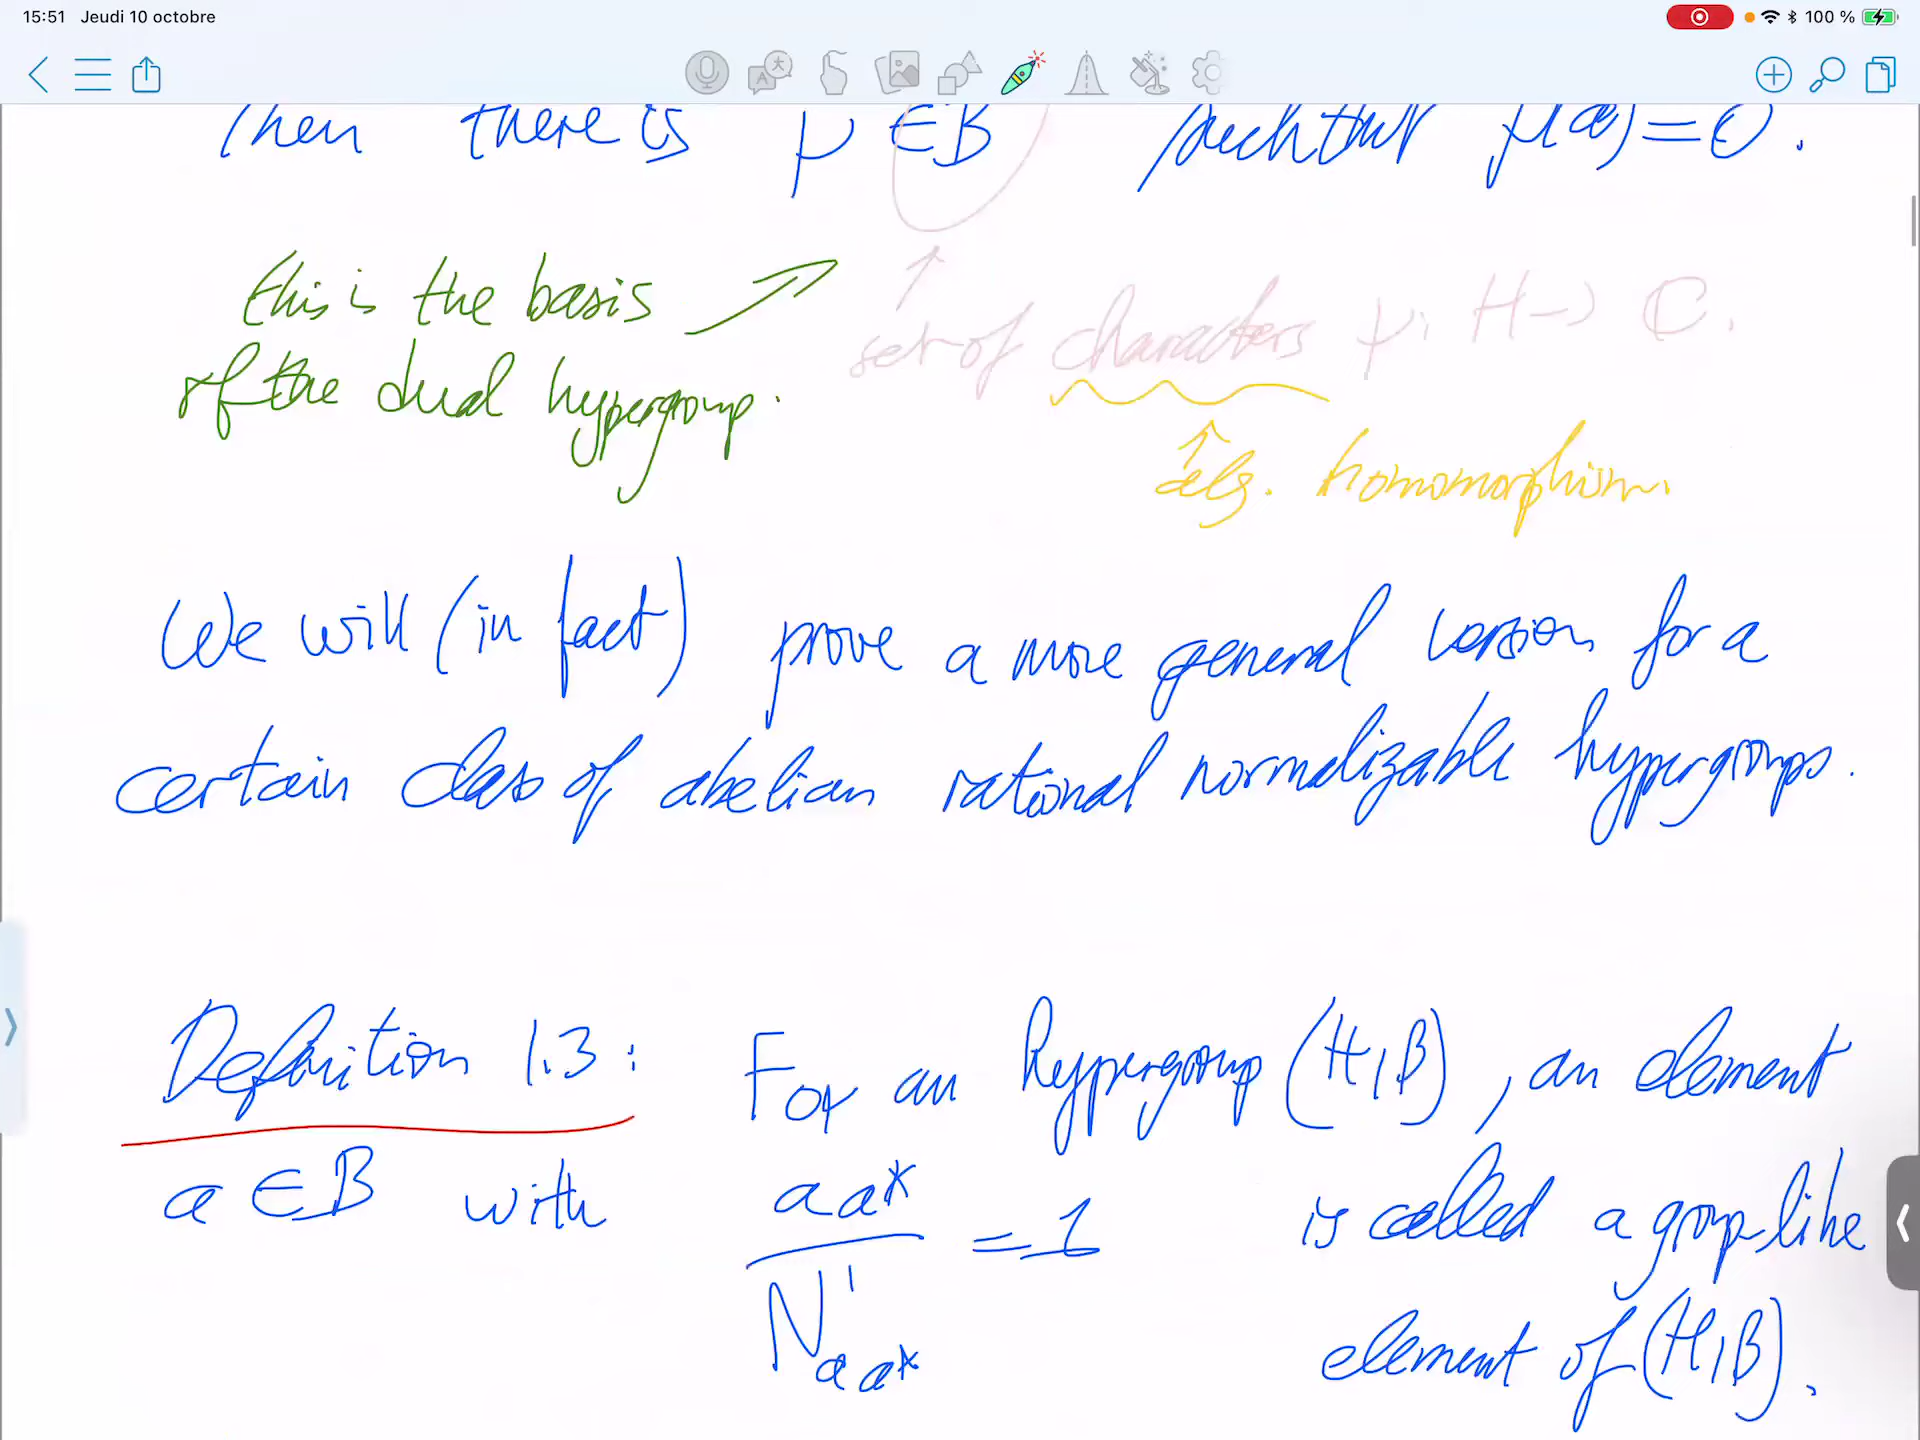 15:51 Jeudi 10 octobre 100 %
Then there is μ ∈ B such that μ(x) = 0.
this is the basis
of the dual hypergroup.
set of characters μ: H → ℂ.
alg. homomorphism.
We will (in fact) prove a more general version for a
certain class of abelian rational normalizable hypergroups.
Definition 1.3: For an hypergroup (H, B), an element
a ∈ B with aa* / N^1_{aa*} = 1 is called a group-like
element of (H, B).